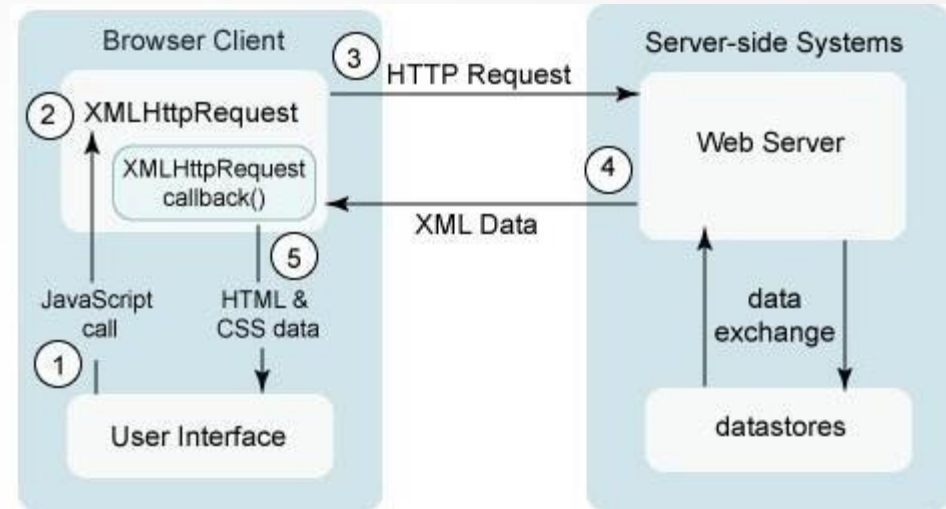 Browser Client
3
HTTP Request
Server-side Systems
2
XMLHttpRequest
Web Server
XMLHttpRequest
callback()
4
XML Data
5
JavaScript
call
HTML &
CSS data
data
exchange
1
User Interface
datastores